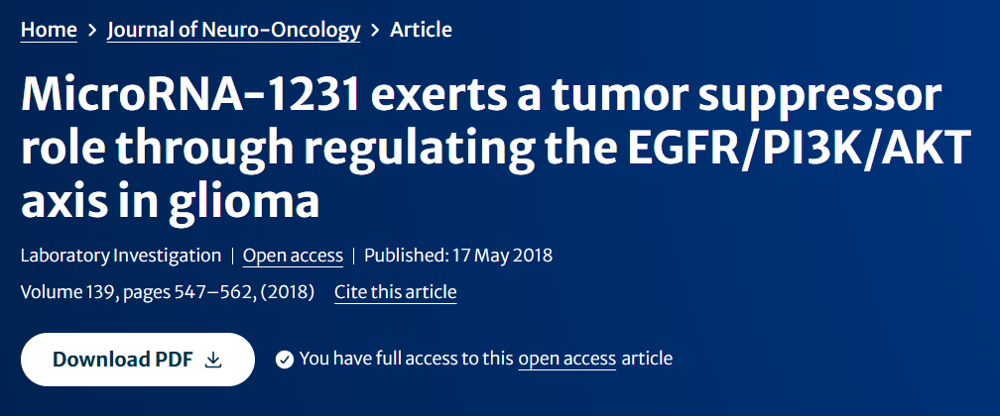 Home > Journal of Neuro-Oncology > Article
MicroRNA-1231 exerts a tumor suppressor
role through regulating the EGFR/PI3K/AKT
axis in glioma
Laboratory Investigation | Open access | Published: 17 May 2018
Volume 139, pages 547–562, (2018) Cite this article
Download PDF You have full access to this open access article